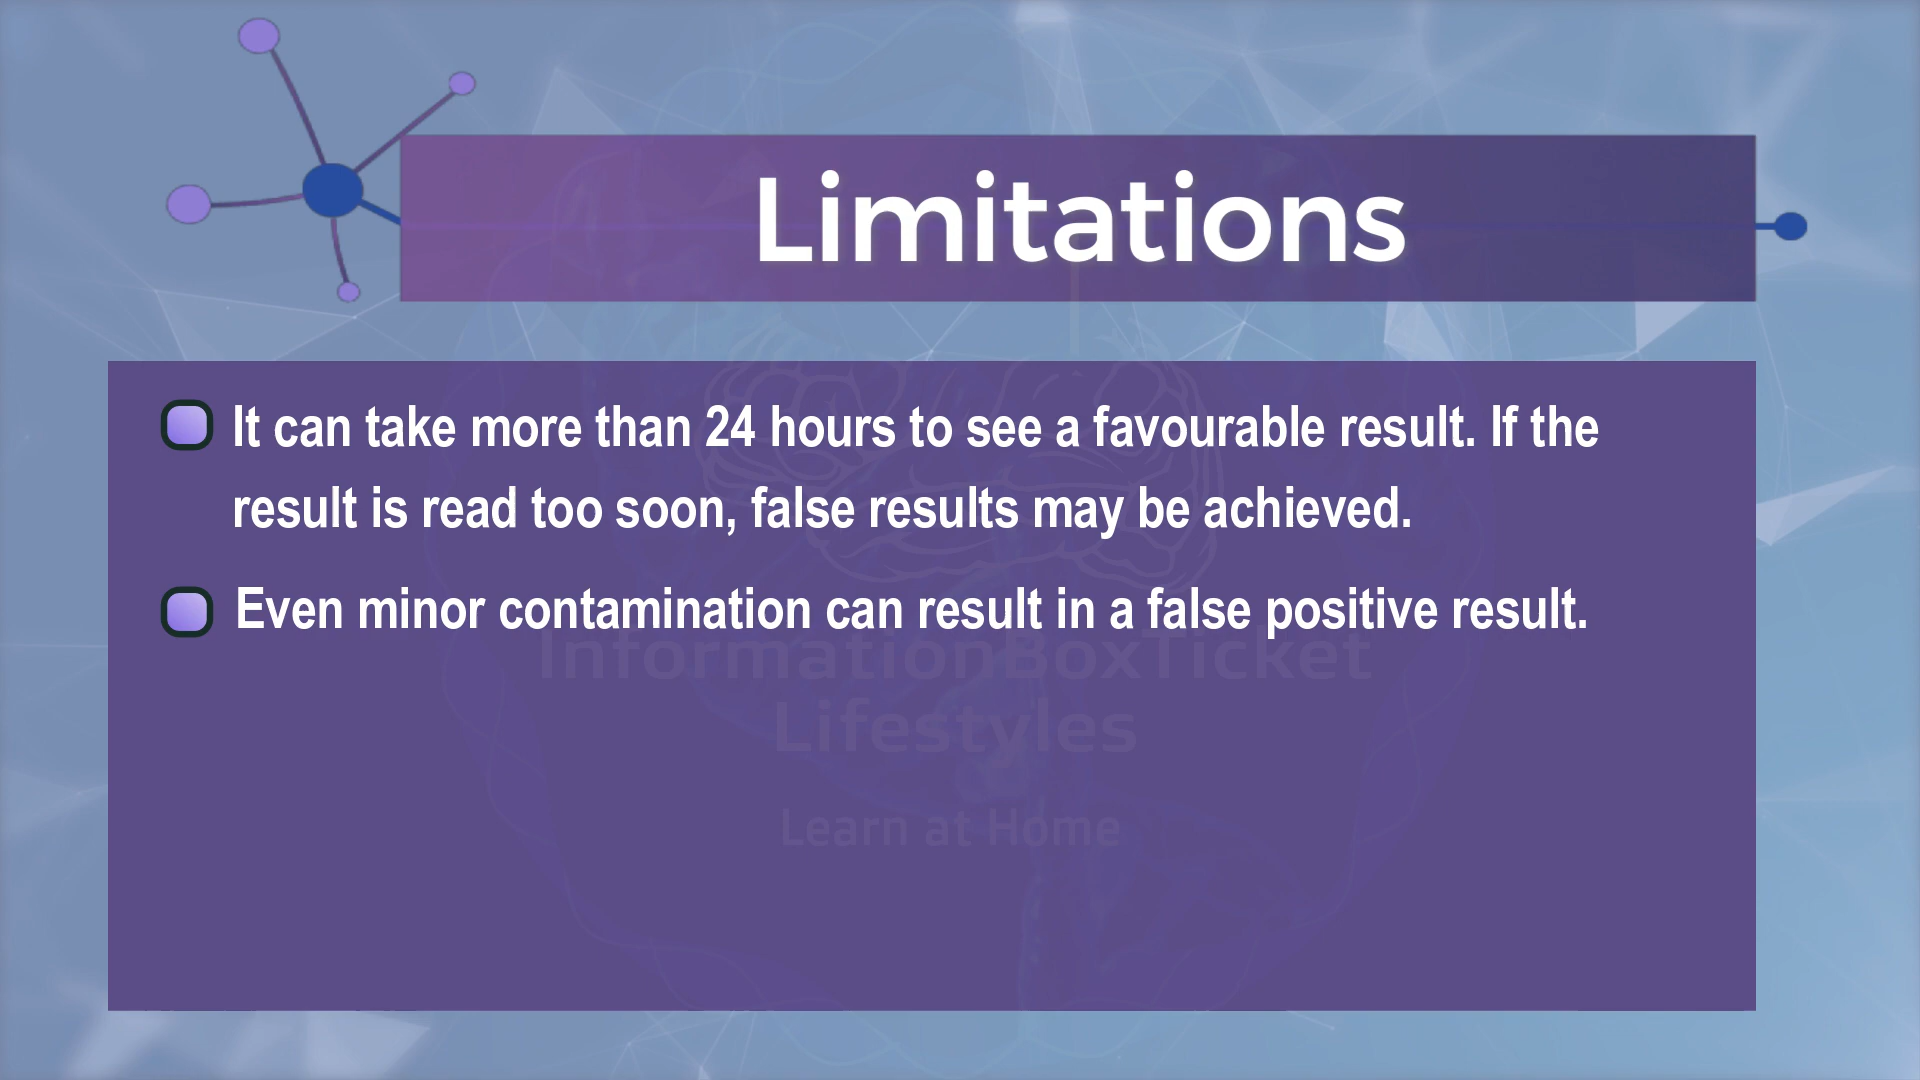 Limitations
It can take more than 24 hours to see a favourable result. If the
result is read too soon, false results may be achieved.
Even minor contamination can result in a false positive result.
InformationBoxTicket
Lifestyles
Learn at Home